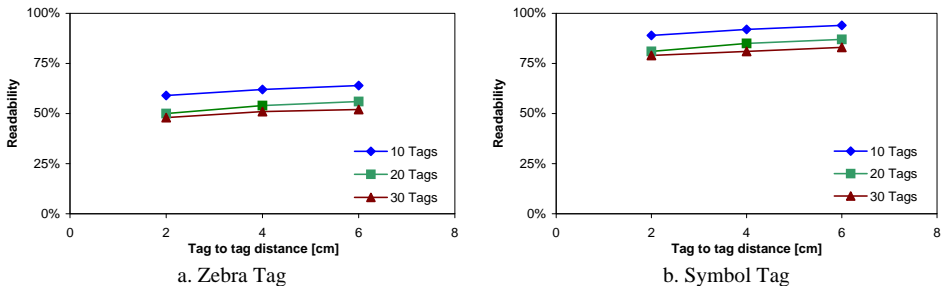 100%
75%
50%
25%
0%
Readability
10 Tags
20 Tags
30 Tags
0 2 4 6 8
Tag to tag distance [cm]
a. Zebra Tag
100%
75%
50%
25%
0%
Readability
10 Tags
20 Tags
30 Tags
0 2 4 6 8
Tag to tag distance [cm]
b. Symbol Tag